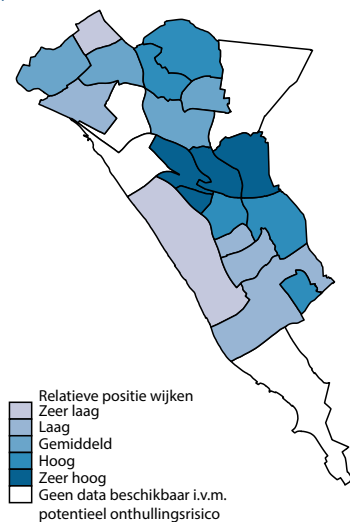 Relatieve positie wijken
Zeer laag
Laag
Gemiddeld
Hoog
Zeer hoog
Geen data beschikbaar i.v.m.
potentieel onthullingsrisico